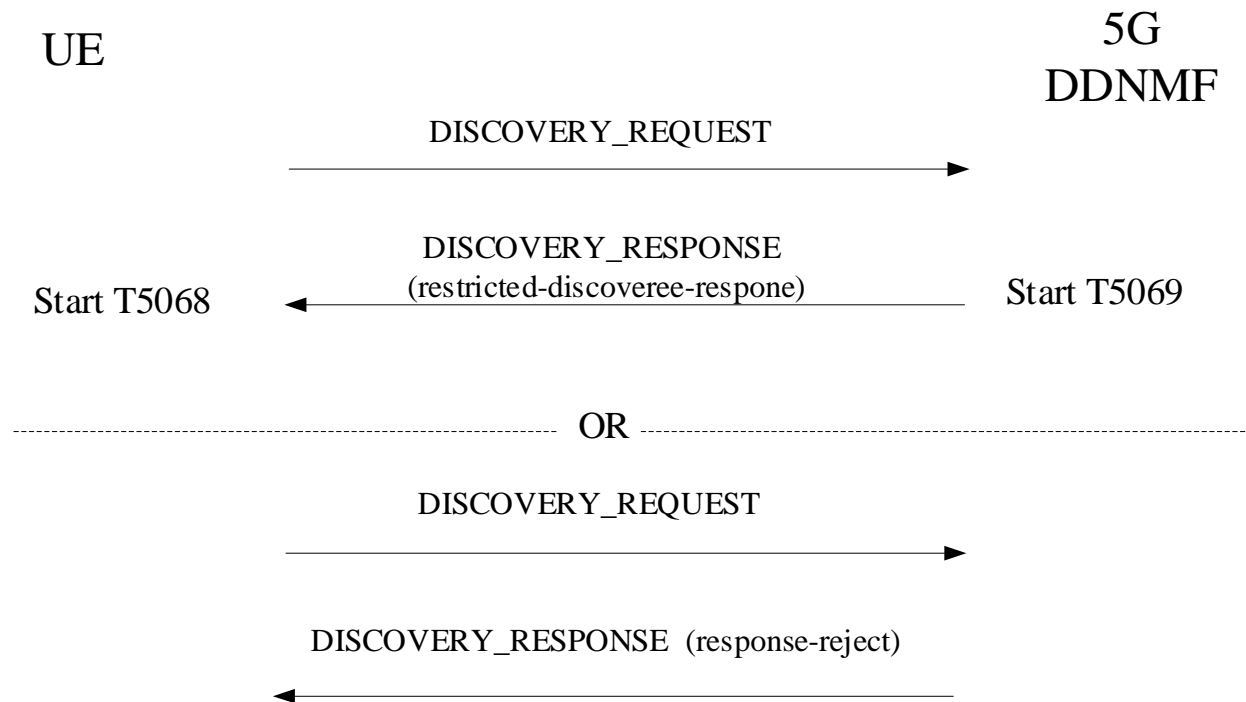 UE
5G
DDNMF
DISCOVERY_REQUEST
DISCOVERY_RESPONSE
(restricted-discoveree-respone)
Start T5068
Start T5069
OR
DISCOVERY_REQUEST
DISCOVERY_RESPONSE (response-reject)